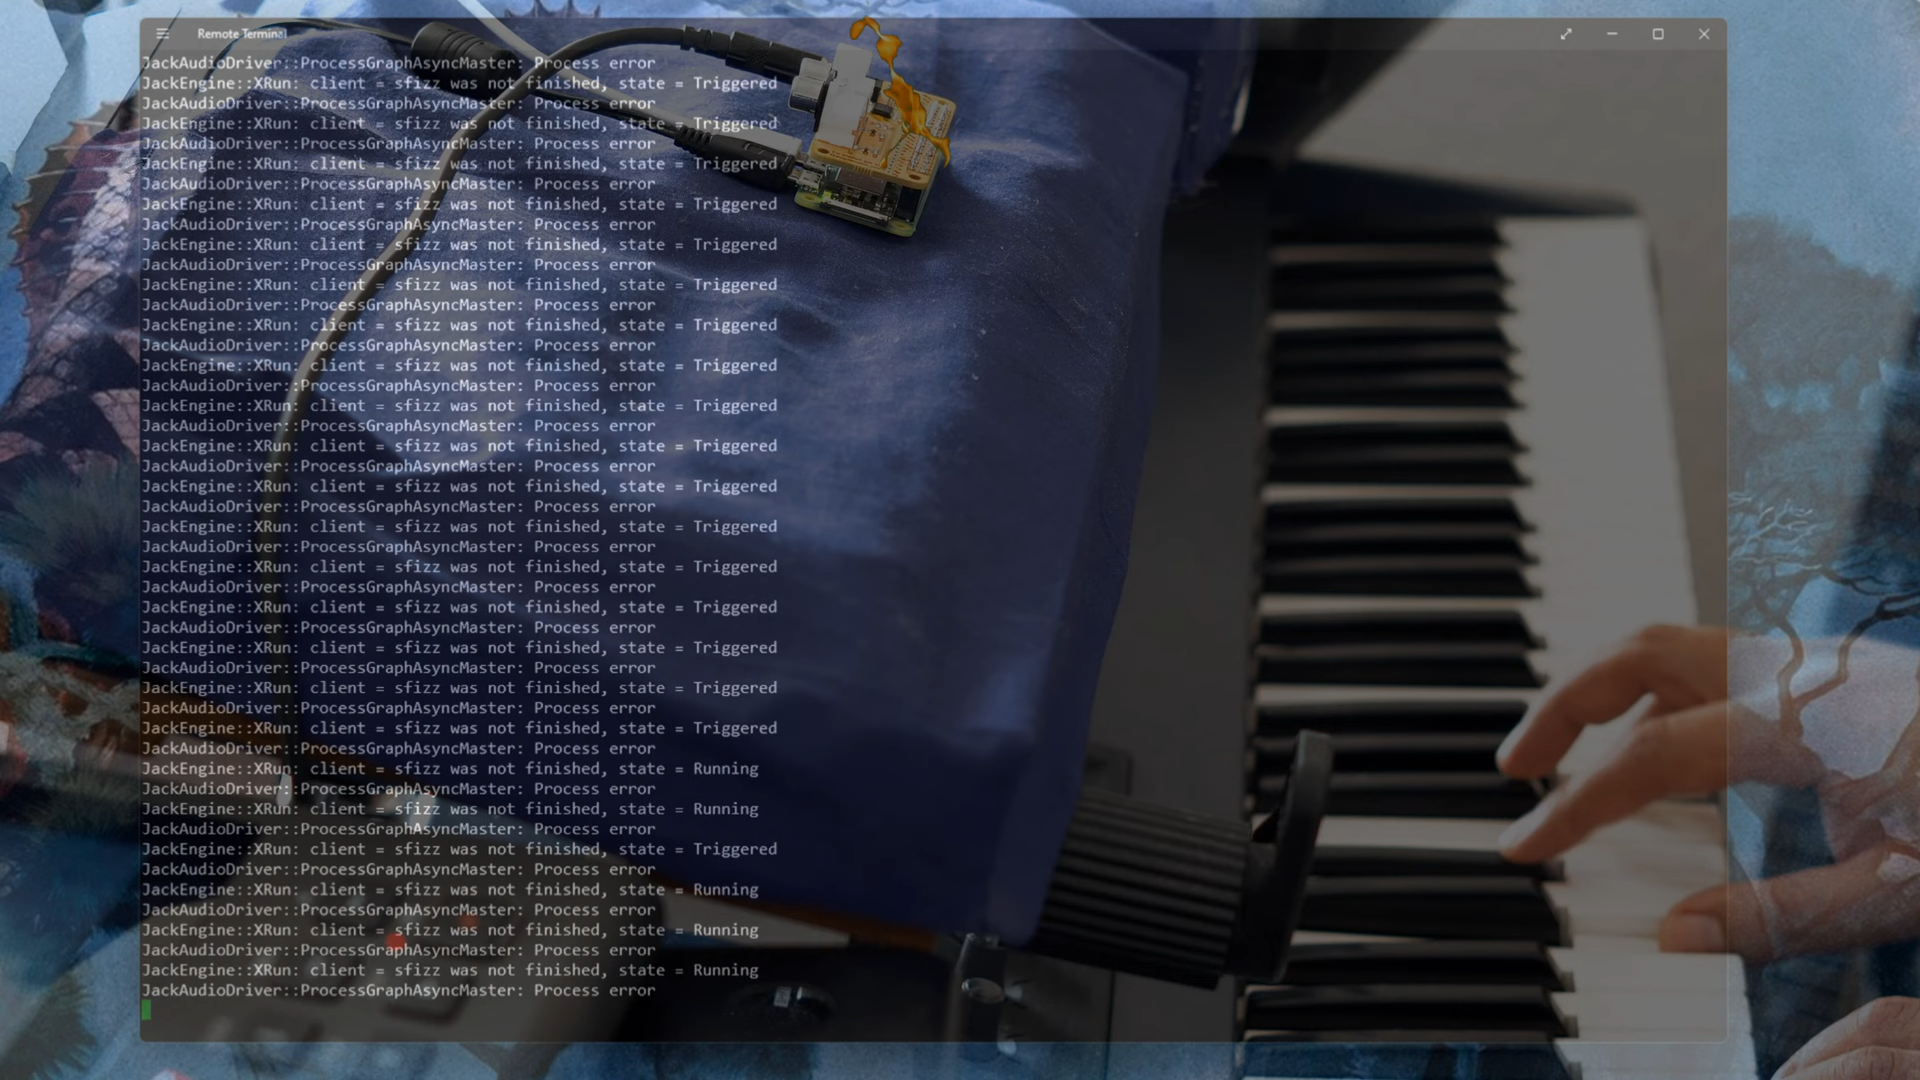 Remote Terminal
JackAudioDriver::ProcessGraphAsyncMaster: Process error
JackEngine::XRun: client = sfizz was not finished, state = Triggered
JackAudioDriver::ProcessGraphAsyncMaster: Process error
JackEngine::XRun: client = sfizz was not finished, state = Triggered
JackAudioDriver::ProcessGraphAsyncMaster: Process error
JackEngine::XRun: client = sfizz was not finished, state = Triggered
JackAudioDriver::ProcessGraphAsyncMaster: Process error
JackEngine::XRun: client = sfizz was not finished, state = Triggered
JackAudioDriver::ProcessGraphAsyncMaster: Process error
JackEngine::XRun: client = sfizz was not finished, state = Triggered
JackAudioDriver::ProcessGraphAsyncMaster: Process error
JackEngine::XRun: client = sfizz was not finished, state = Triggered
JackAudioDriver::ProcessGraphAsyncMaster: Process error
JackEngine::XRun: client = sfizz was not finished, state = Triggered
JackAudioDriver::ProcessGraphAsyncMaster: Process error
JackEngine::XRun: client = sfizz was not finished, state = Triggered
JackAudioDriver::ProcessGraphAsyncMaster: Process error
JackEngine::XRun: client = sfizz was not finished, state = Triggered
JackAudioDriver::ProcessGraphAsyncMaster: Process error
JackEngine::XRun: client = sfizz was not finished, state = Triggered
JackAudioDriver::ProcessGraphAsyncMaster: Process error
JackEngine::XRun: client = sfizz was not finished, state = Triggered
JackAudioDriver::ProcessGraphAsyncMaster: Process error
JackEngine::XRun: client = sfizz was not finished, state = Triggered
JackAudioDriver::ProcessGraphAsyncMaster: Process error
JackEngine::XRun: client = sfizz was not finished, state = Triggered
JackAudioDriver::ProcessGraphAsyncMaster: Process error
JackEngine::XRun: client = sfizz was not finished, state = Triggered
JackAudioDriver::ProcessGraphAsyncMaster: Process error
JackEngine::XRun: client = sfizz was not finished, state = Triggered
JackAudioDriver::ProcessGraphAsyncMaster: Process error
JackEngine::XRun: client = sfizz was not finished, state = Triggered
JackAudioDriver::ProcessGraphAsyncMaster: Process error
JackEngine::XRun: client = sfizz was not finished, state = Triggered
JackAudioDriver::ProcessGraphAsyncMaster: Process error
JackEngine::XRun: client = sfizz was not finished, state = Running
JackAudioDriver::ProcessGraphAsyncMaster: Process error
JackEngine::XRun: client = sfizz was not finished, state = Running
JackAudioDriver::ProcessGraphAsyncMaster: Process error
JackEngine::XRun: client = sfizz was not finished, state = Triggered
JackAudioDriver::ProcessGraphAsyncMaster: Process error
JackEngine::XRun: client = sfizz was not finished, state = Running
JackAudioDriver::ProcessGraphAsyncMaster: Process error
JackEngine::XRun: client = sfizz was not finished, state = Running
JackAudioDriver::ProcessGraphAsyncMaster: Process error
JackEngine::XRun: client = sfizz was not finished, state = Running
JackAudioDriver::ProcessGraphAsyncMaster: Process error